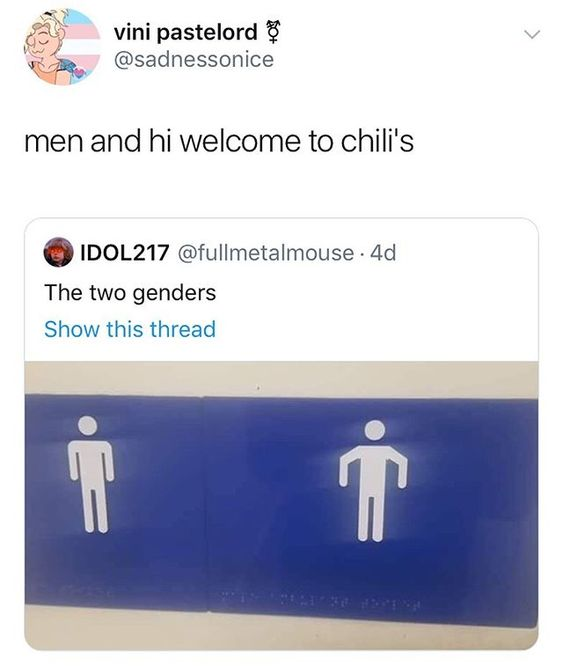 vini pastelord ⚧
@sadnessonice
men and hi welcome to chili's
IDOL217 @fullmetalmouse · 4d
The two genders
Show this thread